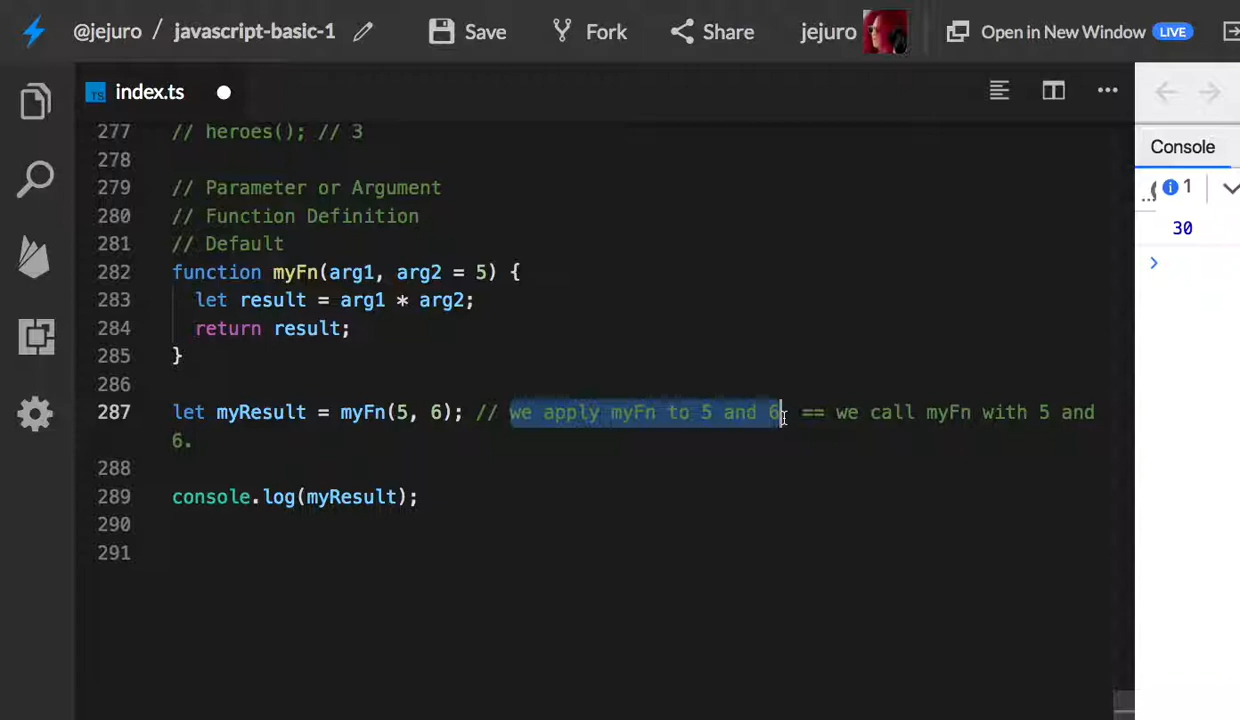 @jejuro / javascript-basic-1 Save Fork Share jejuro Open in New Window LIVE
index.ts
Console
1
30
277 // heroes(); // 3
278
279 // Parameter or Argument
280 // Function Definition
281 // Default
282 function myFn(arg1, arg2 = 5) {
283 let result = arg1 * arg2;
284 return result;
285 }
286
287 let myResult = myFn(5, 6); // we apply myFn to 5 and 6 == we call myFn with 5 and
6.
288
289 console.log(myResult);
290
291